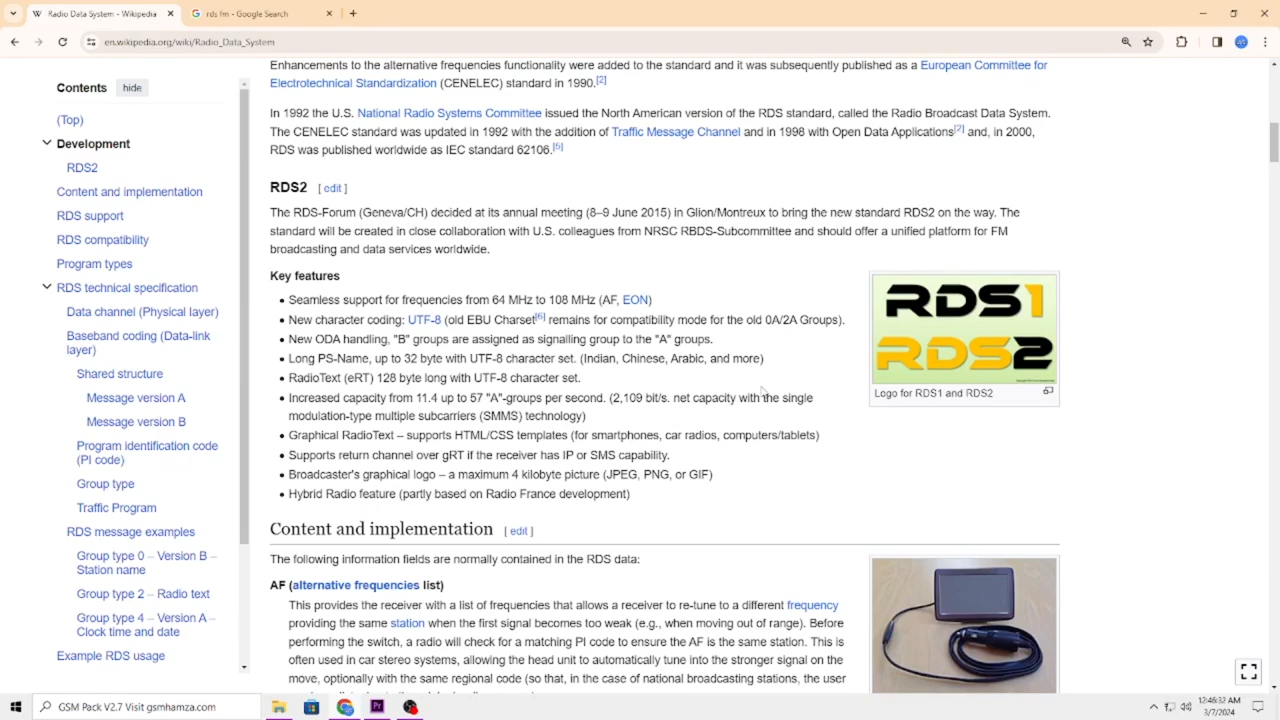 Radio Data System - Wikipedia
rds fm - Google Search
en.wikipedia.org/wiki/Radio_Data_System
Contents
hide
(Top)
Development
RDS2
Content and implementation
RDS support
RDS compatibility
Program types
RDS technical specification
Data channel (Physical layer)
Baseband coding (Data-link
layer)
Shared structure
Message version A
Message version B
Program identification code
(PI code)
Group type
Traffic Program
RDS message examples
Group type 0 – Version B –
Station name
Group type 2 – Radio text
Group type 4 – Version A –
Clock time and date
Example RDS usage
Enhancements to the alternative frequencies functionality were added to the standard and it was subsequently published as a European Committee for
Electrotechnical Standardization (CENELEC) standard in 1990.[2]
In 1992 the U.S. National Radio Systems Committee issued the North American version of the RDS standard, called the Radio Broadcast Data System.
The CENELEC standard was updated in 1992 with the addition of Traffic Message Channel and in 1998 with Open Data Applications[2] and, in 2000,
RDS was published worldwide as IEC standard 62106.[5]
RDS2 [ edit ]
The RDS-Forum (Geneva/CH) decided at its annual meeting (8–9 June 2015) in Glion/Montreux to bring the new standard RDS2 on the way. The
standard will be created in close collaboration with U.S. colleagues from NRSC RBDS-Subcommittee and should offer a unified platform for FM
broadcasting and data services worldwide.
Key features
• Seamless support for frequencies from 64 MHz to 108 MHz (AF, EON)
• New character coding: UTF-8 (old EBU Charset[6] remains for compatibility mode for the old 0A/2A Groups).
• New ODA handling, "B" groups are assigned as signalling group to the "A" groups.
• Long PS-Name, up to 32 byte with UTF-8 character set. (Indian, Chinese, Arabic, and more)
• RadioText (eRT) 128 byte long with UTF-8 character set.
• Increased capacity from 11.4 up to 57 "A"-groups per second. (2,109 bit/s. net capacity with the single
modulation-type multiple subcarriers (SMMS) technology)
• Graphical RadioText – supports HTML/CSS templates (for smartphones, car radios, computers/tablets)
• Supports return channel over gRT if the receiver has IP or SMS capability.
• Broadcaster's graphical logo – a maximum 4 kilobyte picture (JPEG, PNG, or GIF)
• Hybrid Radio feature (partly based on Radio France development)
RDS1
RDS2
Logo for RDS1 and RDS2
Content and implementation [ edit ]
The following information fields are normally contained in the RDS data:
AF (alternative frequencies list)
This provides the receiver with a list of frequencies that allows a receiver to re-tune to a different frequency
providing the same station when the first signal becomes too weak (e.g., when moving out of range). Before
performing the switch, a radio will check for a matching PI code to ensure the AF is the same station. This is
often used in car stereo systems, allowing the head unit to automatically tune into the stronger signal on the
move, optionally with the same regional code (so that, in the case of national broadcasting stations, the user
GSM Pack V2.7 Visit gsmhamza.com
12:46:32 AM
3/7/2024